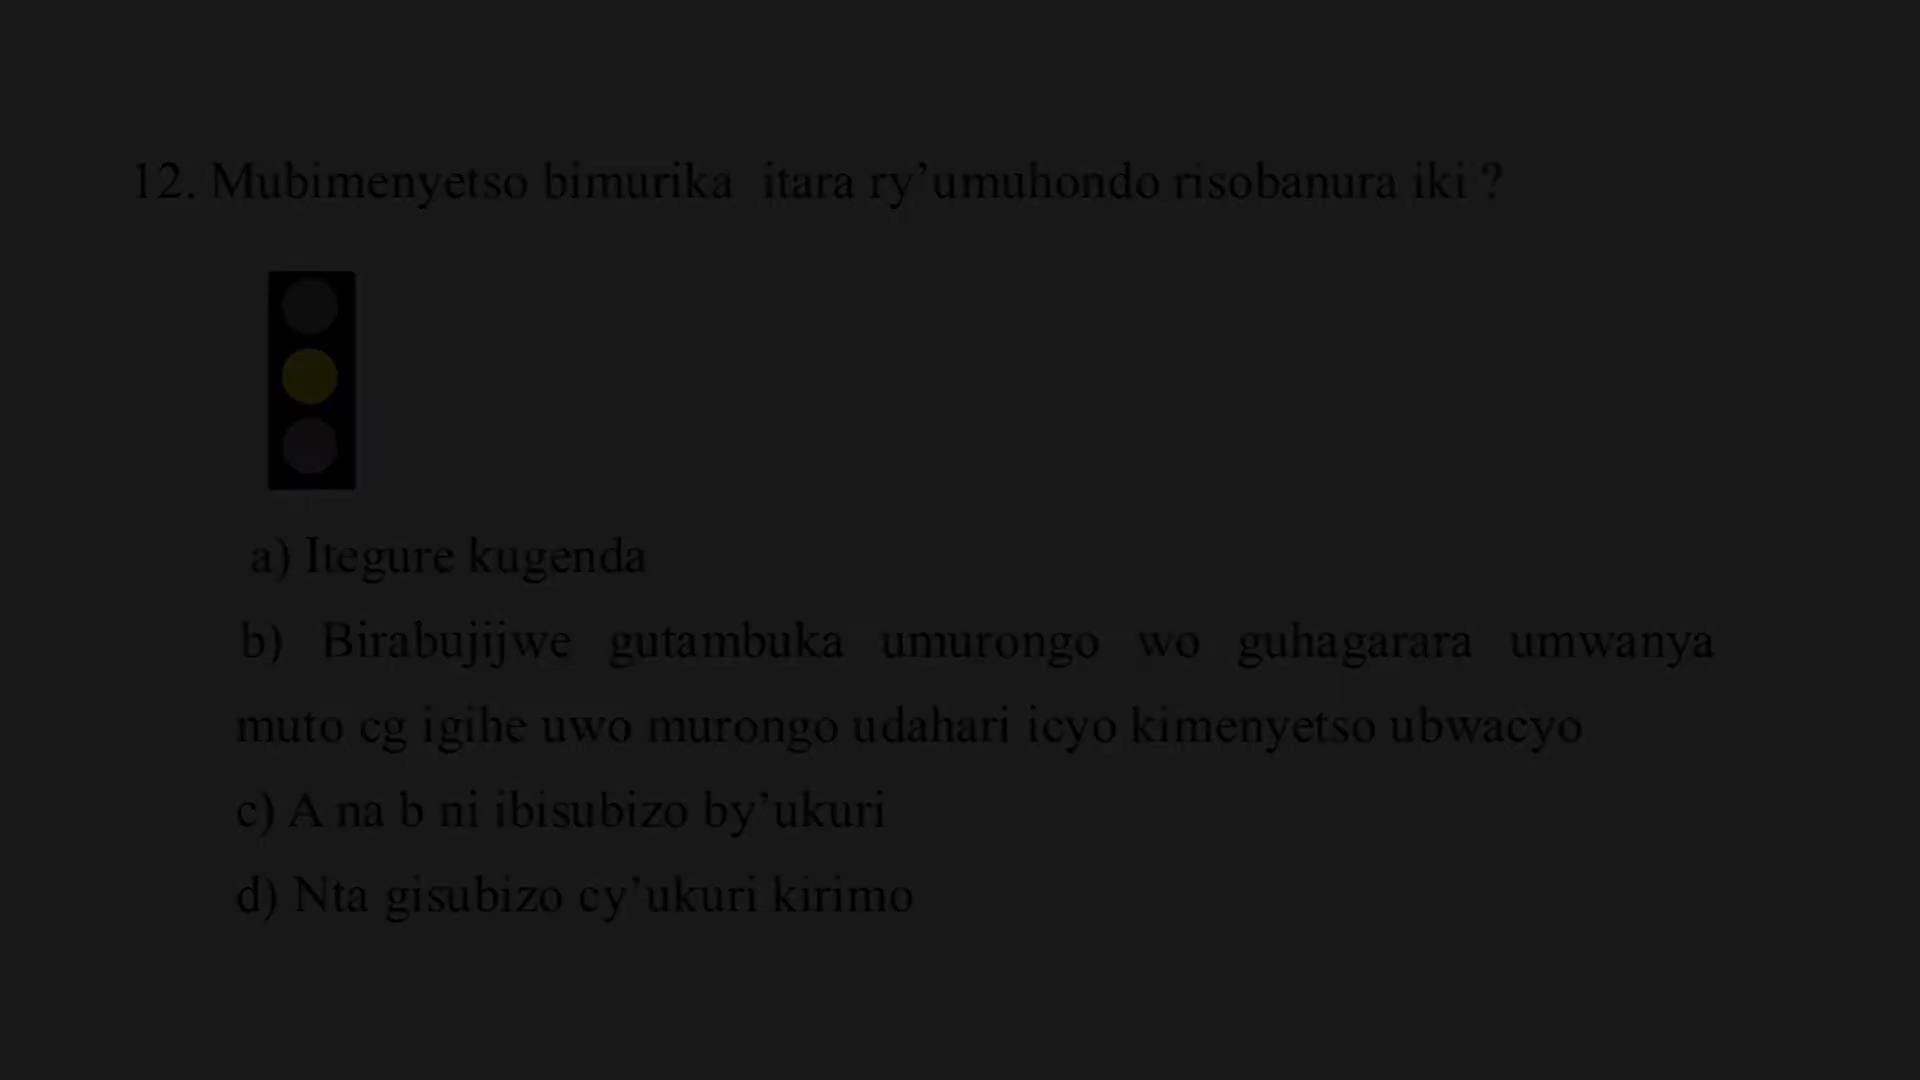 12. Mubimenyetso bimurika itara ry’umuhondo risobanura iki ?
a) Itegure kugenda
b) Birabujijwe gutambuka umurongo wo guhagarara umwanya
muto cg igihe uwo murongo udahari icyo kimenyetso ubwacyo
c) A na b ni ibisubizo by’ukuri
d) Nta gisubizo cy’ukuri kirimo